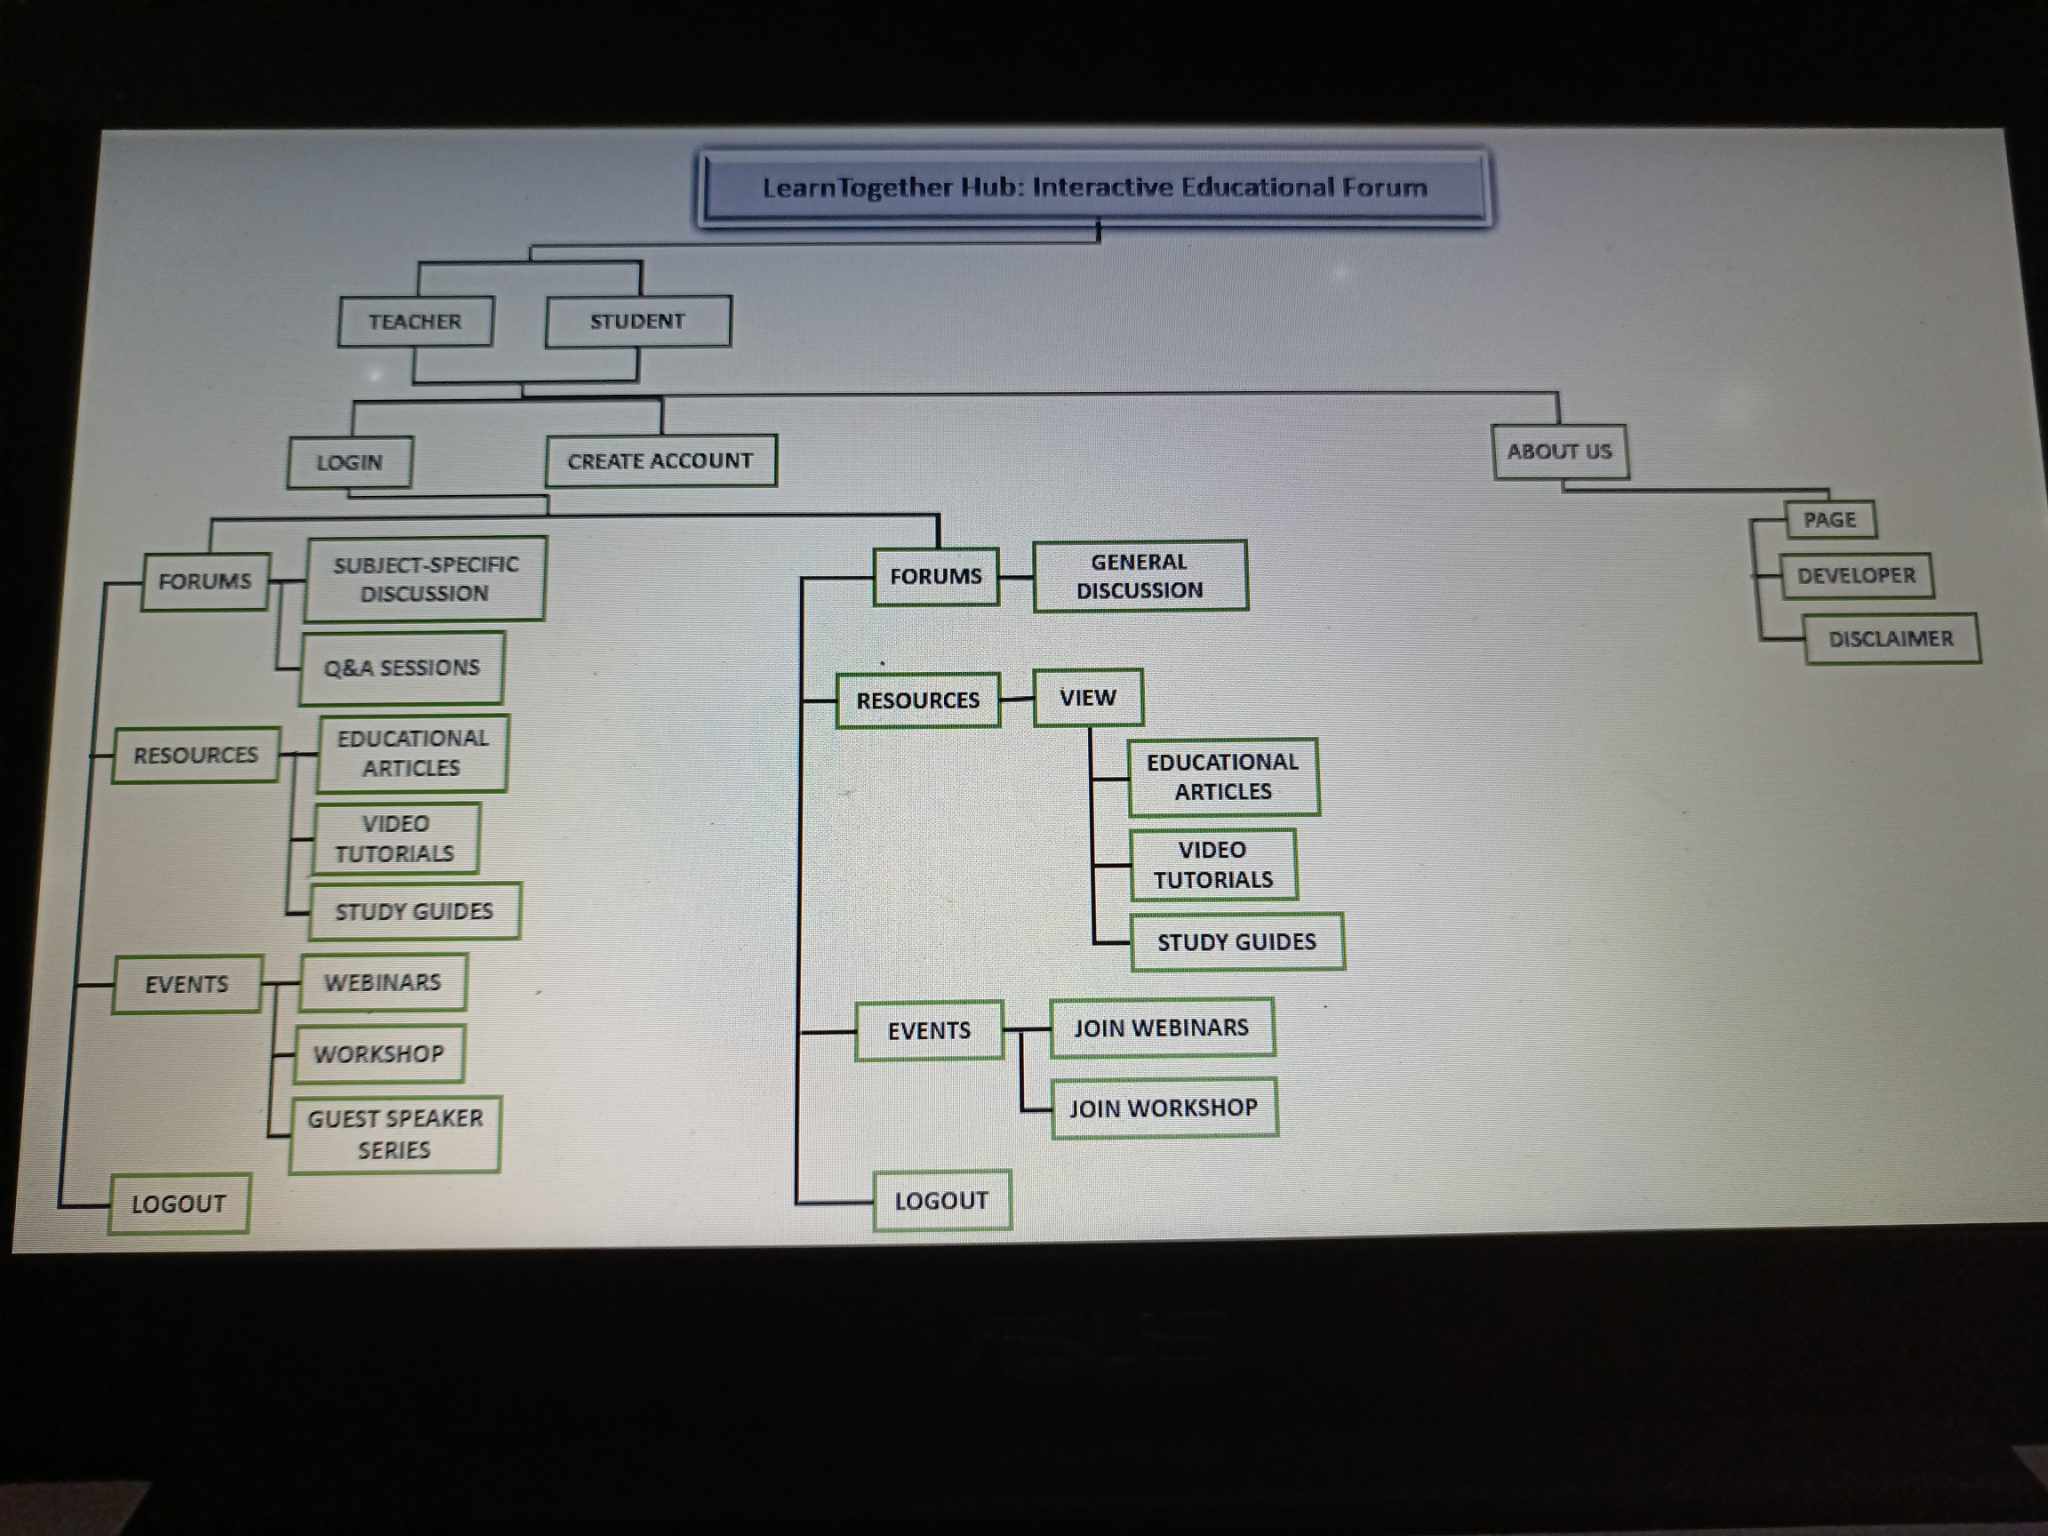 LearnTogether Hub: Interactive Educational Forum
TEACHER
STUDENT
LOGIN
CREATE ACCOUNT
ABOUT US
PAGE
DEVELOPER
DISCLAIMER
FORUMS
SUBJECT-SPECIFIC
DISCUSSION
Q&A SESSIONS
RESOURCES
EDUCATIONAL
ARTICLES
VIDEO
TUTORIALS
STUDY GUIDES
EVENTS
WEBINARS
WORKSHOP
GUEST SPEAKER
SERIES
LOGOUT
FORUMS
GENERAL
DISCUSSION
RESOURCES
VIEW
EDUCATIONAL
ARTICLES
VIDEO
TUTORIALS
STUDY GUIDES
EVENTS
JOIN WEBINARS
JOIN WORKSHOP
LOGOUT